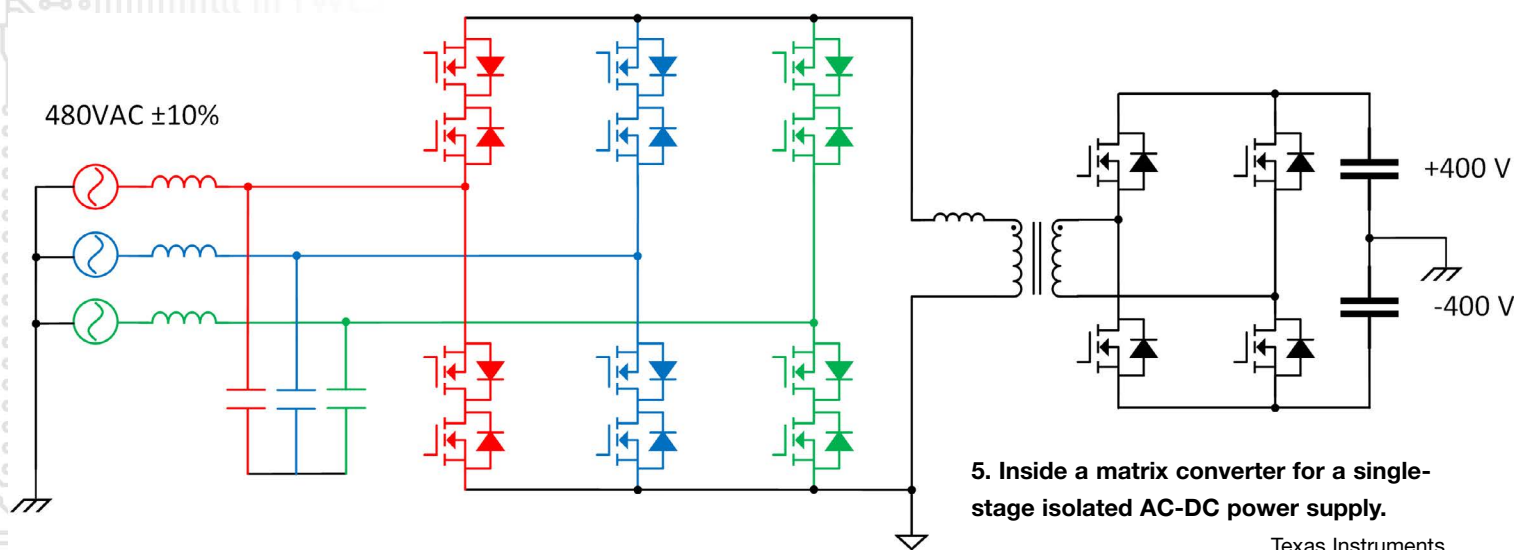 480VAC ±10%
+400 V
-400 V
5. Inside a matrix converter for a single-
stage isolated AC-DC power supply.
Texas Instruments